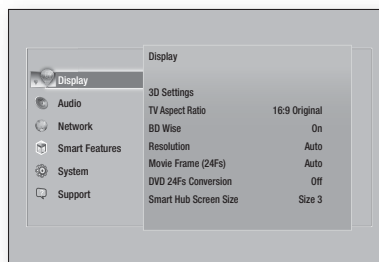 Display
Audio
Network
Smart Features
System
Support
Display
3D Settings
TV Aspect Ratio 16:9 Original
BD Wise On
Resolution Auto
Movie Frame (24Fs) Auto
DVD 24Fs Conversion Off
Smart Hub Screen Size Size 3